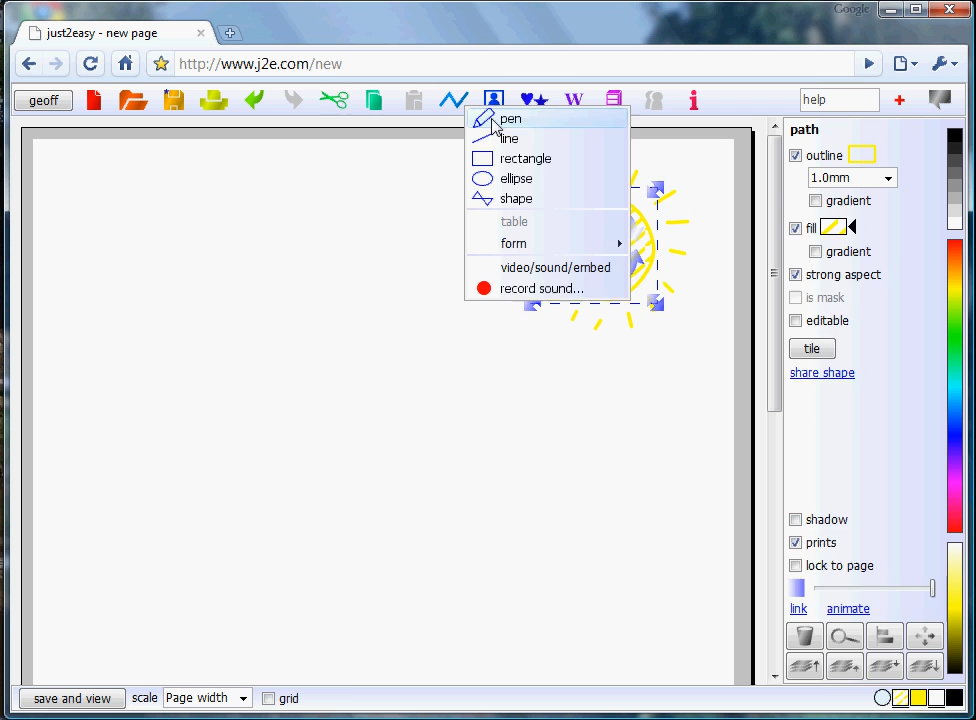 Google
just2easy - new page
http://www.j2e.com/new
geoff
W
help
pen
line
rectangle
ellipse
shape
table
form
video/sound/embed
record sound...
path
outline
1.0mm
gradient
fill
gradient
strong aspect
is mask
editable
tile
share shape
shadow
prints
lock to page
link animate
save and view scale Page width grid